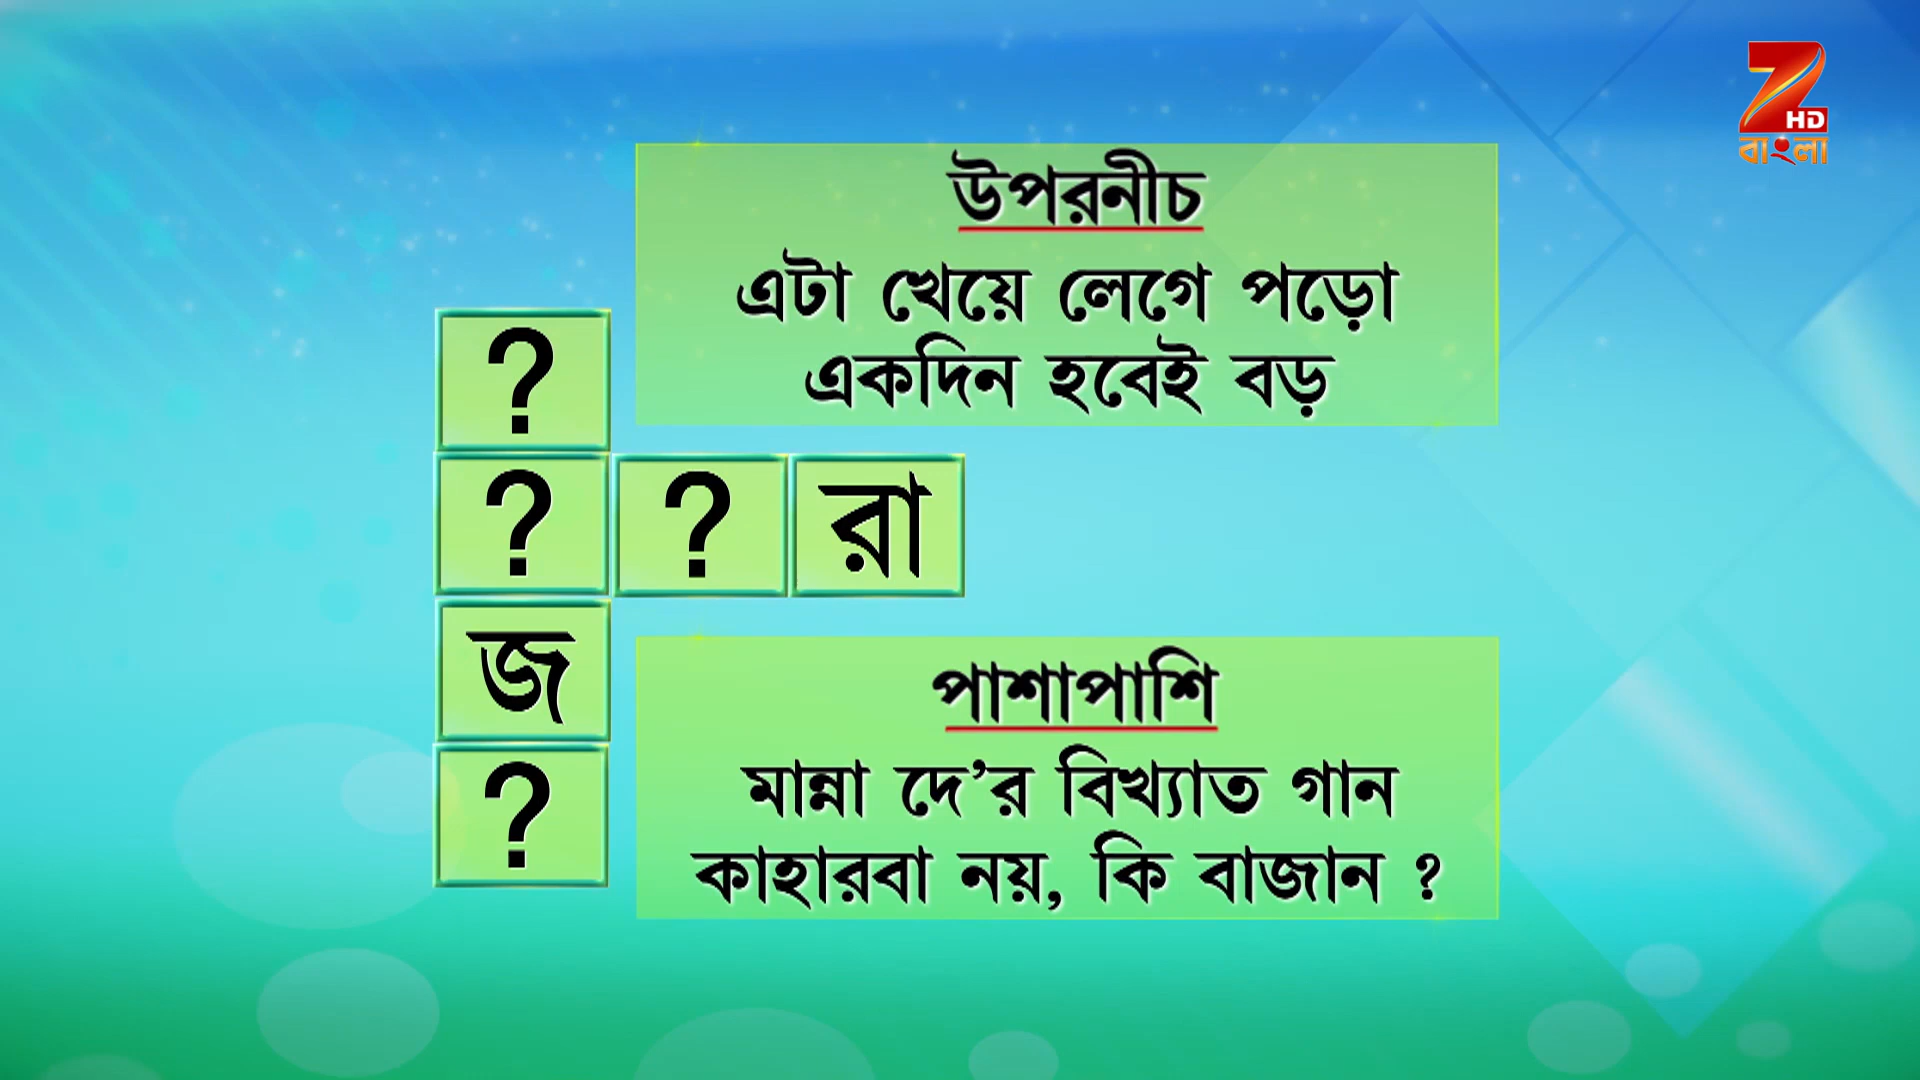 Z HD
বাংলা
উপরনীচ
এটা খেয়ে লেগে পড়ো
একদিন হবেই বড়
?
? ? রা
জ
?
পাশাপাশি
মান্না দে’র বিখ্যাত গান
কাহারবা নয়, কি বাজান ?